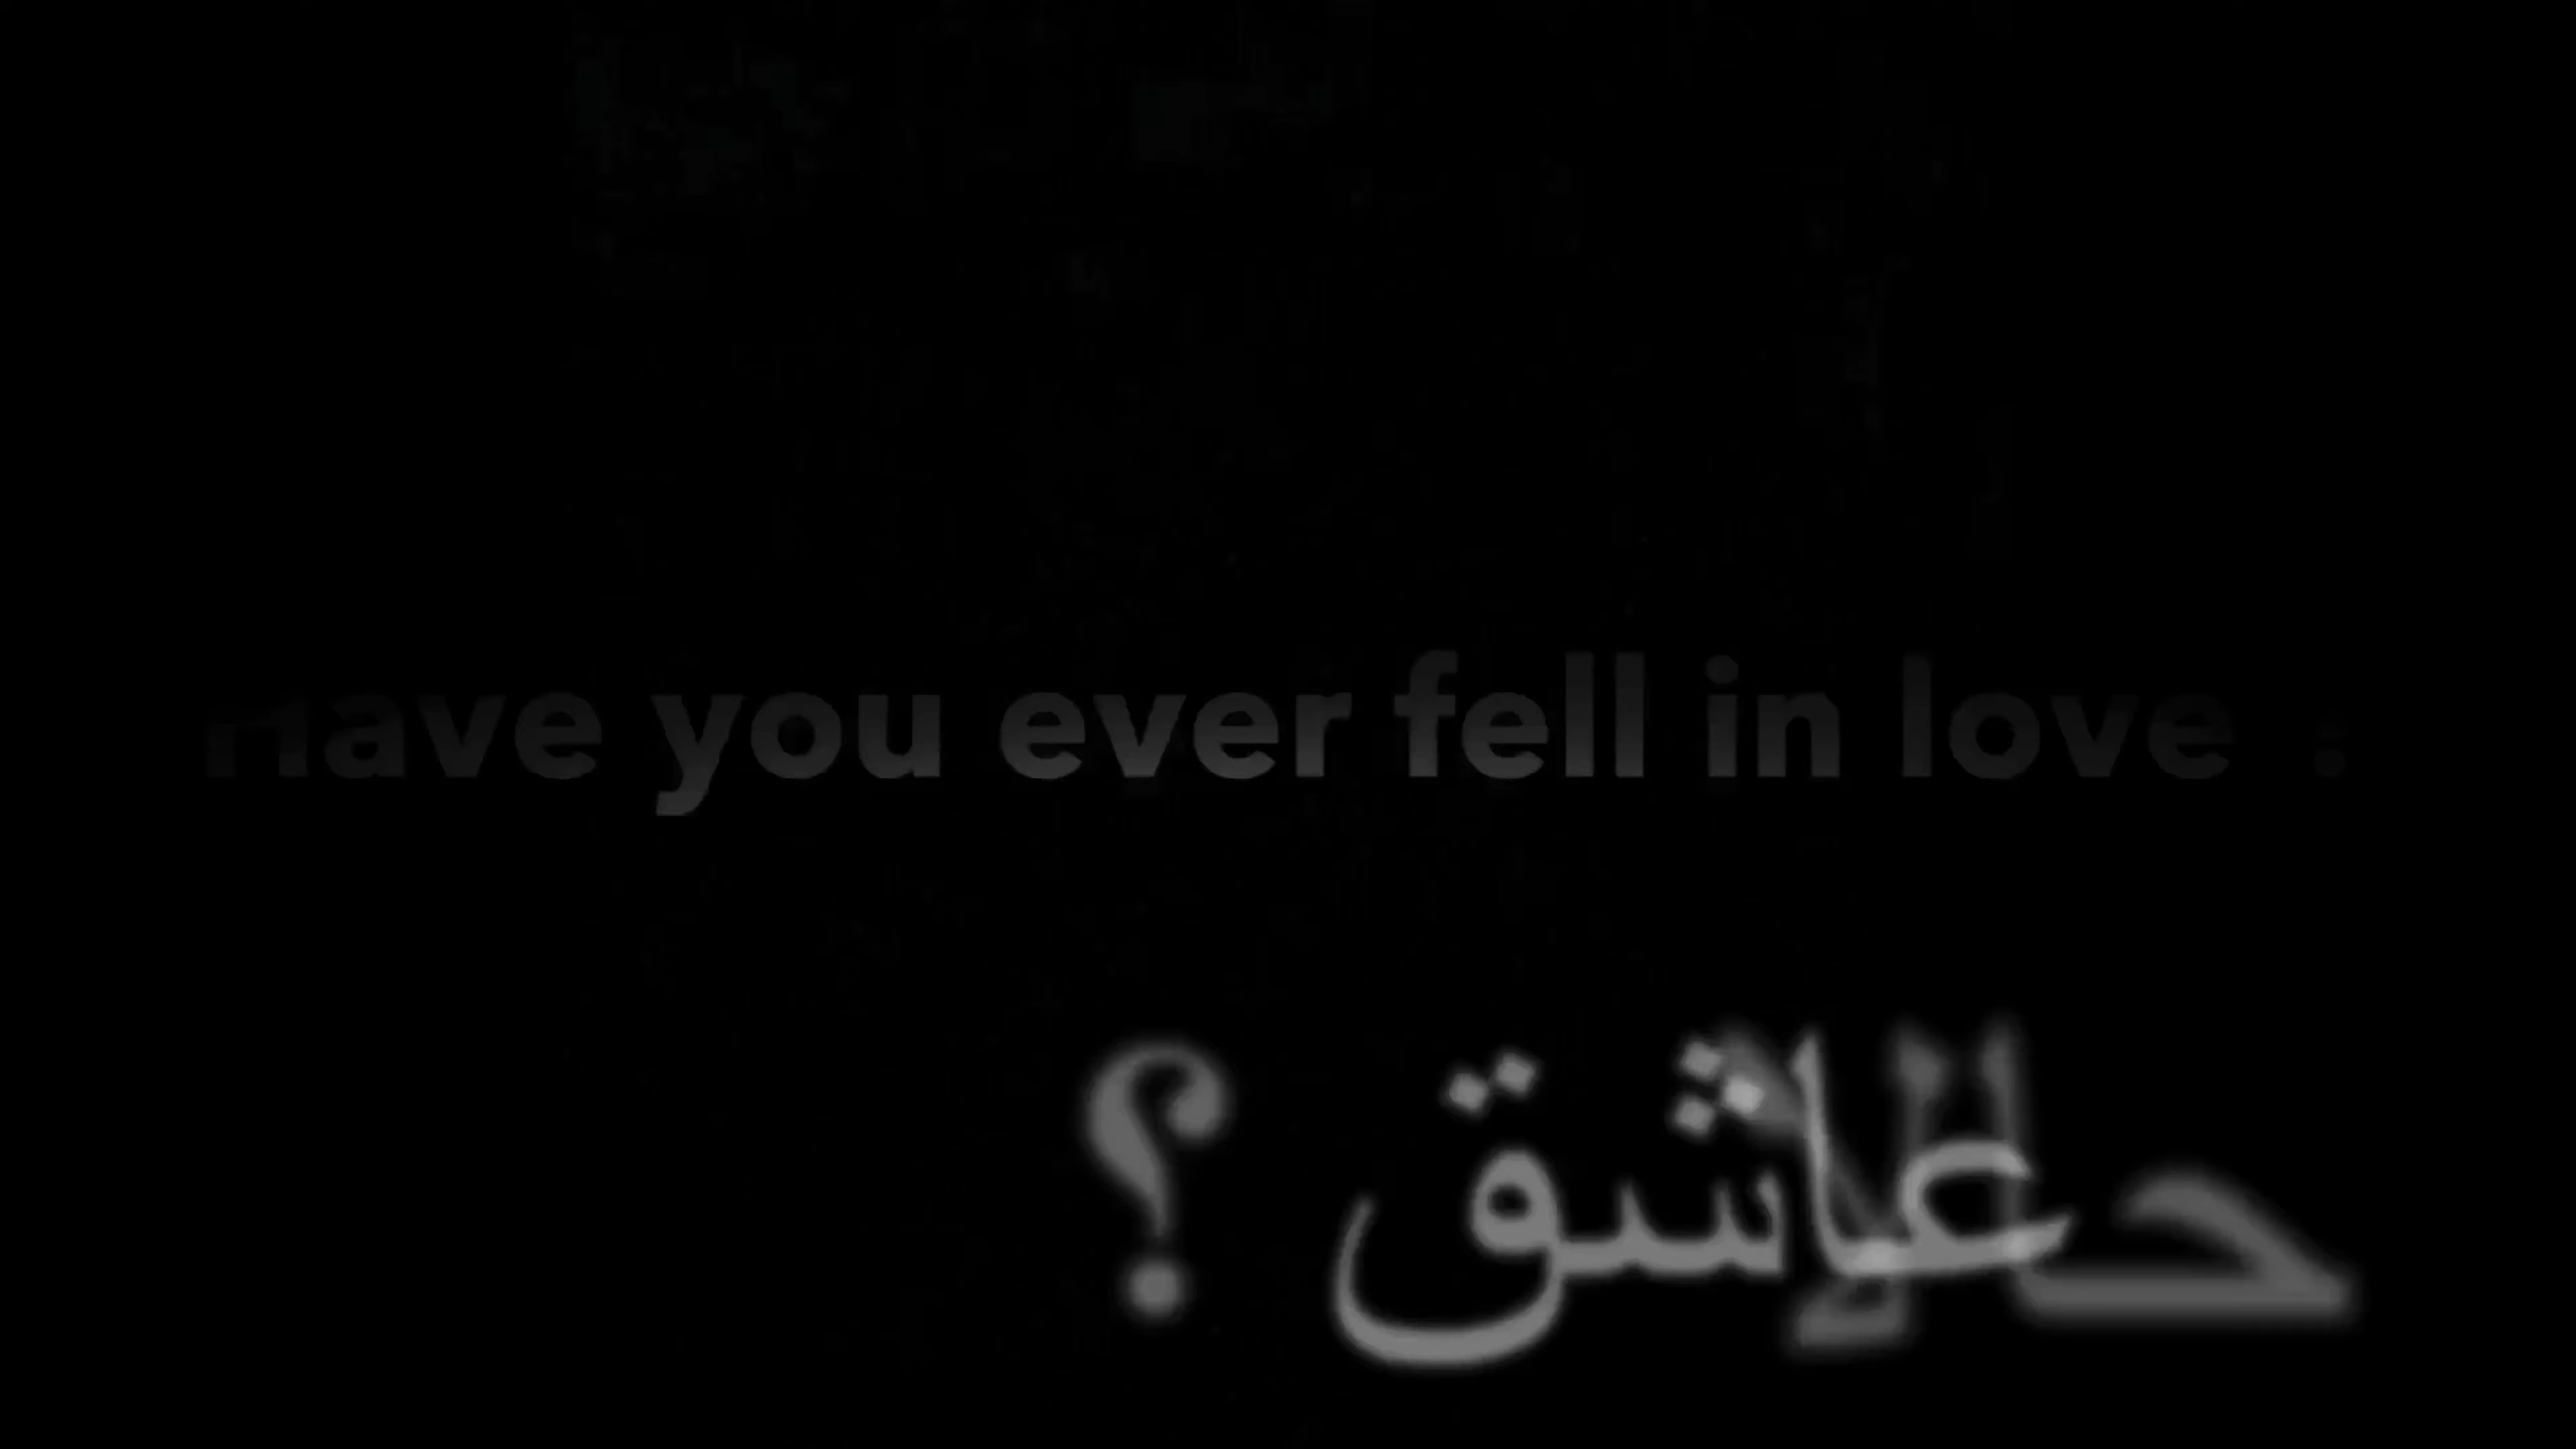 Have you ever fell in love
عاشق ؟